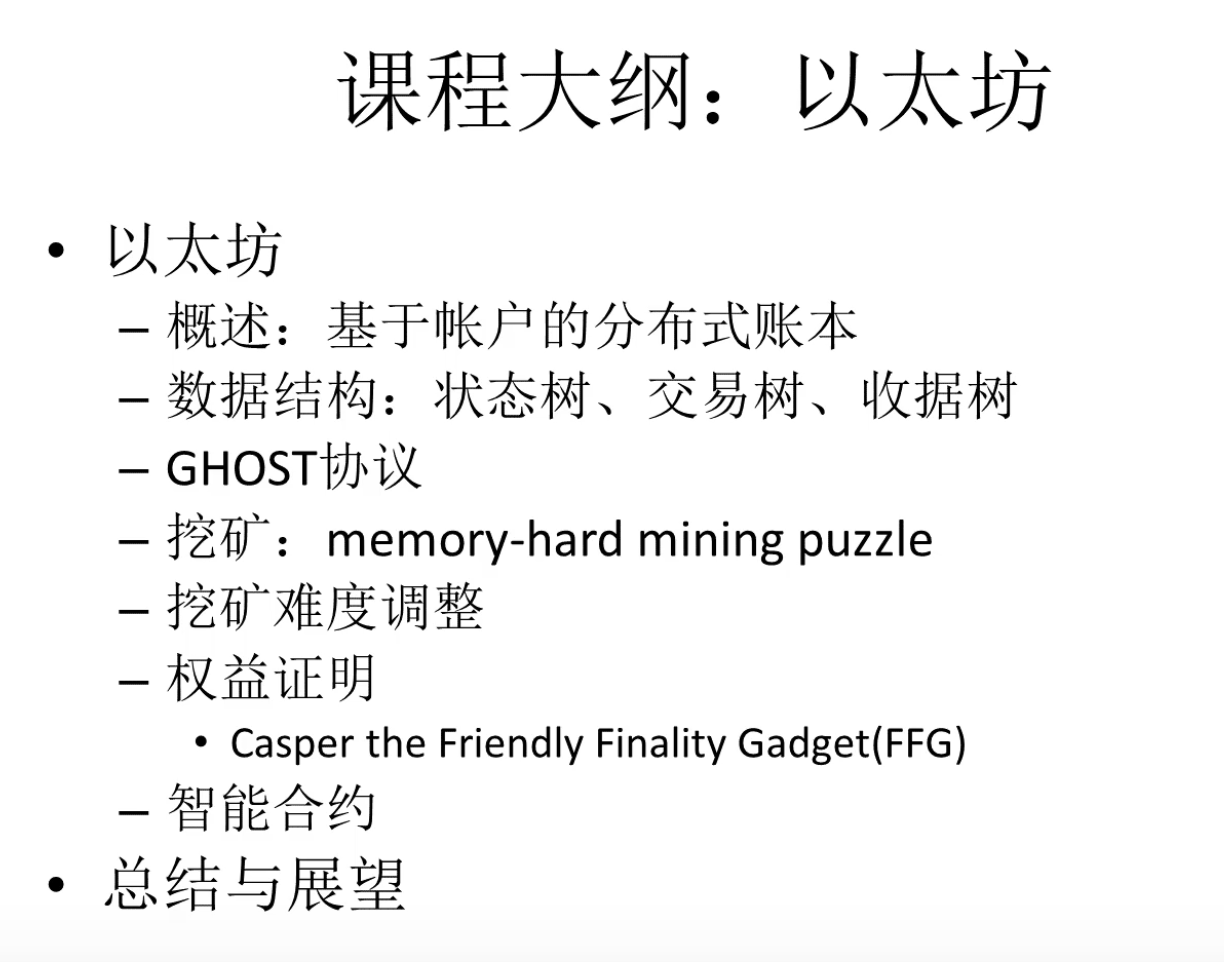 课程大纲：以太坊
• 以太坊
– 概述：基于帐户的分布式账本
– 数据结构：状态树、交易树、收据树
– GHOST协议
– 挖矿：memory-hard mining puzzle
– 挖矿难度调整
– 权益证明
• Casper the Friendly Finality Gadget(FFG)
– 智能合约
• 总结与展望